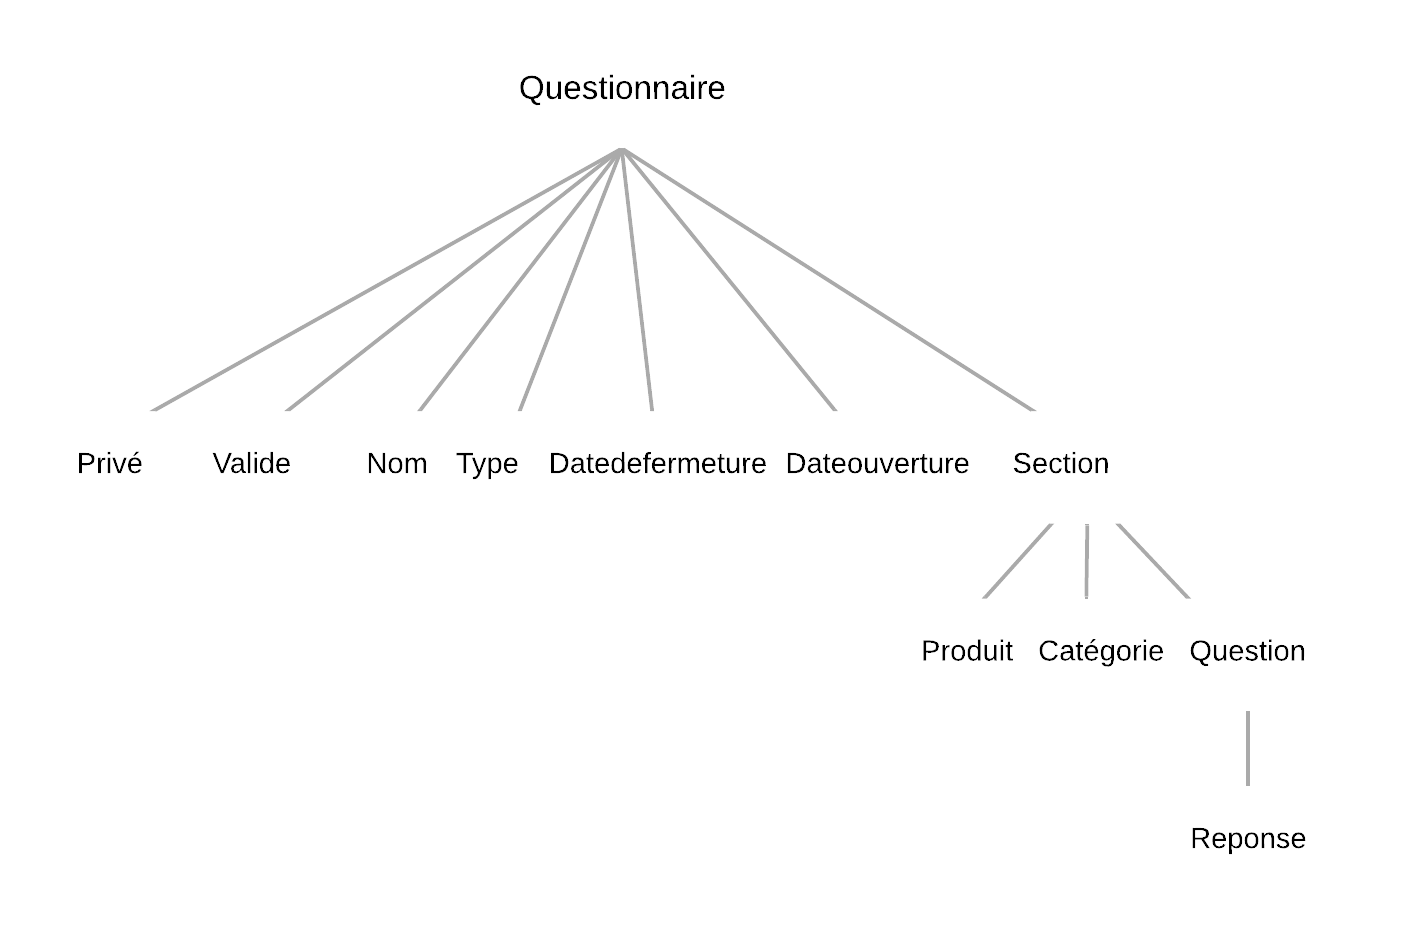 Questionnaire
Privé Valide Nom Type Datedefermeture Dateouverture Section
Produit Catégorie Question
Reponse